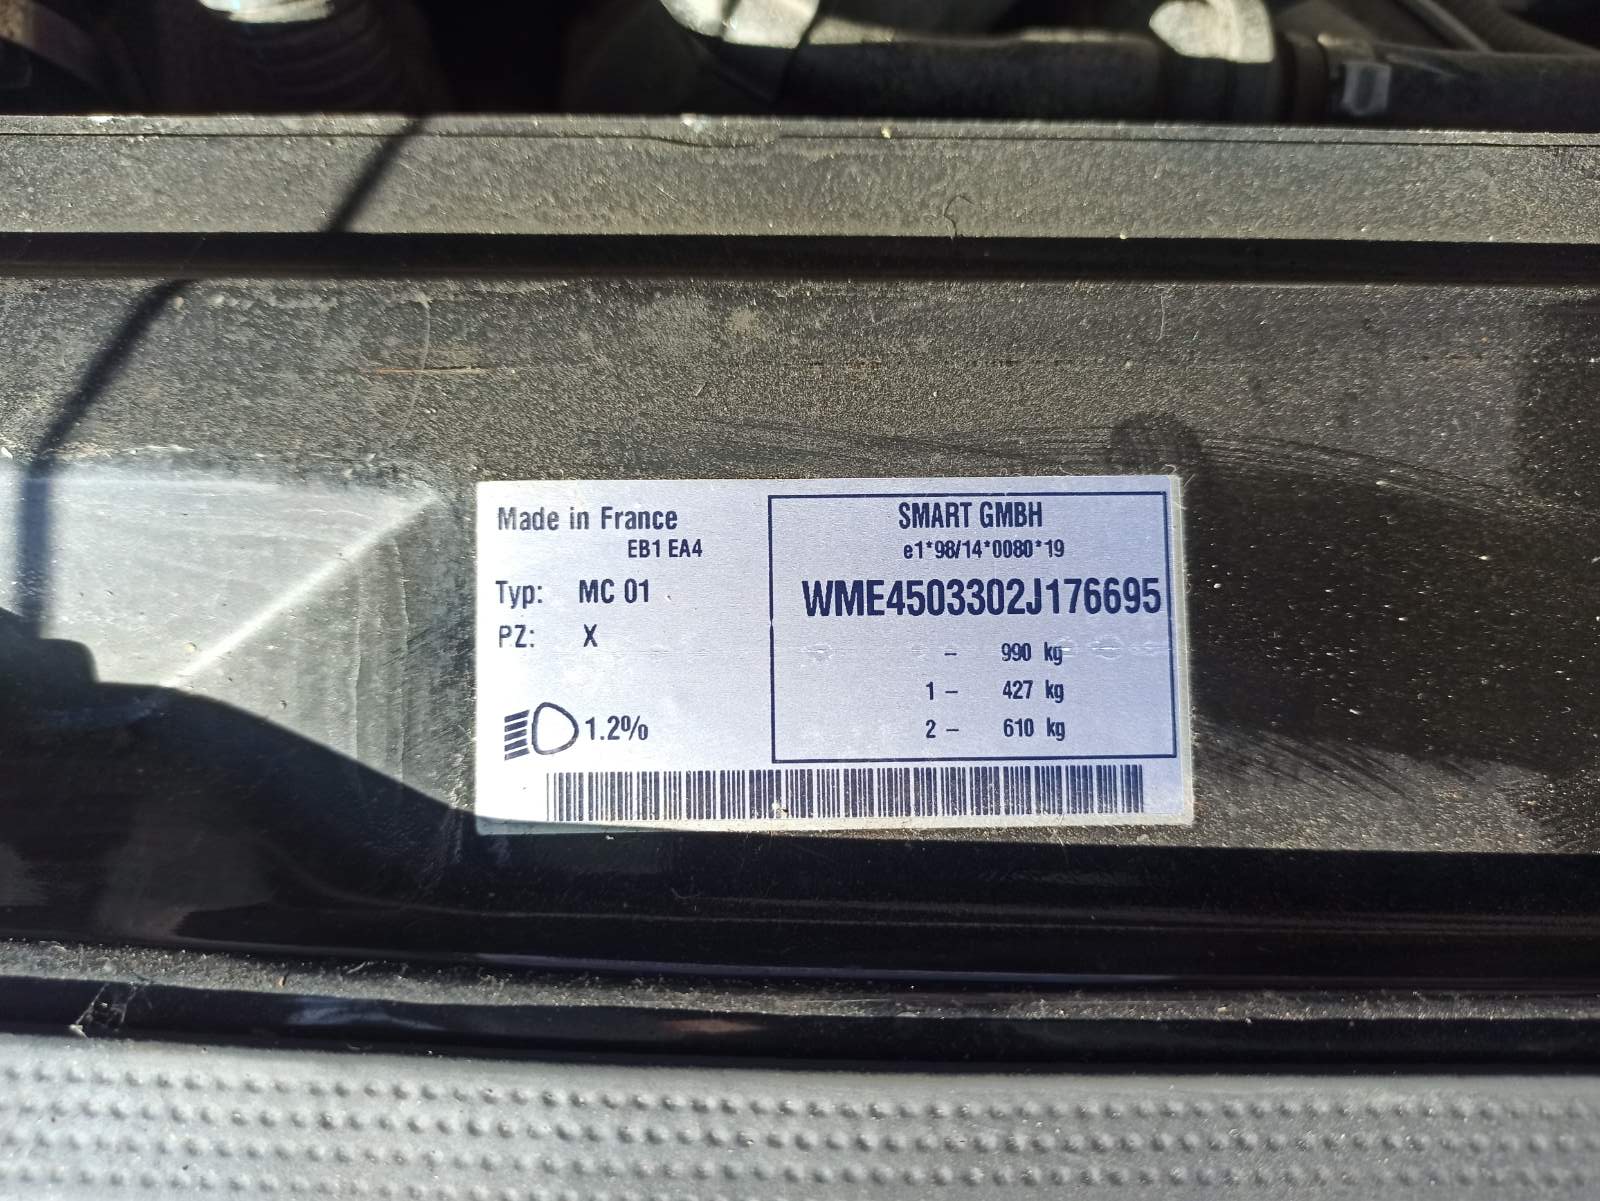 Made in France
EB1 EA4
Typ: MC 01
PZ: X
1.2%
SMART GMBH
e1*98/14*0080*19
WME4503302J176695
- 990 kg
1 - 427 kg
2 - 610 kg